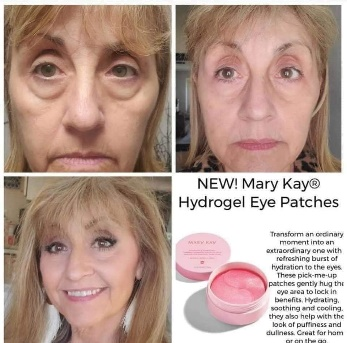 NEW! Mary Kay®
Hydrogel Eye Patches
Transform an ordinary
moment into an
extraordinary one with
refreshing burst of
hydration to the eyes.
These pick-me-up
patches gently hug the
eye area to lock in
benefits. Hydrating,
soothing and cooling,
they also help with the
look of puffiness and
dullness. Great for hom
or on the go
MARY KAY